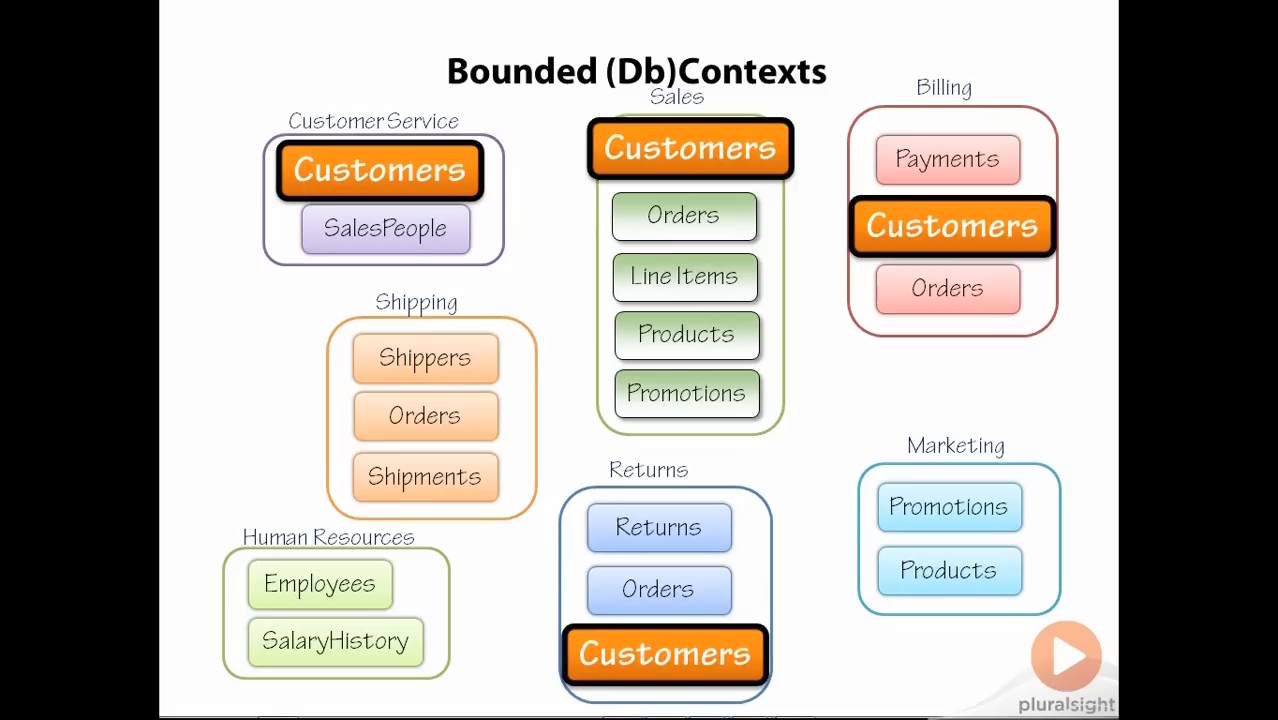 Bounded (Db)Contexts
Customer Service
Customers
SalesPeople
Sales
Customers
Orders
Line Items
Products
Promotions
Billing
Payments
Customers
Orders
Shipping
Shippers
Orders
Shipments
Human Resources
Employees
SalaryHistory
Returns
Returns
Orders
Customers
Marketing
Promotions
Products
pluralsight